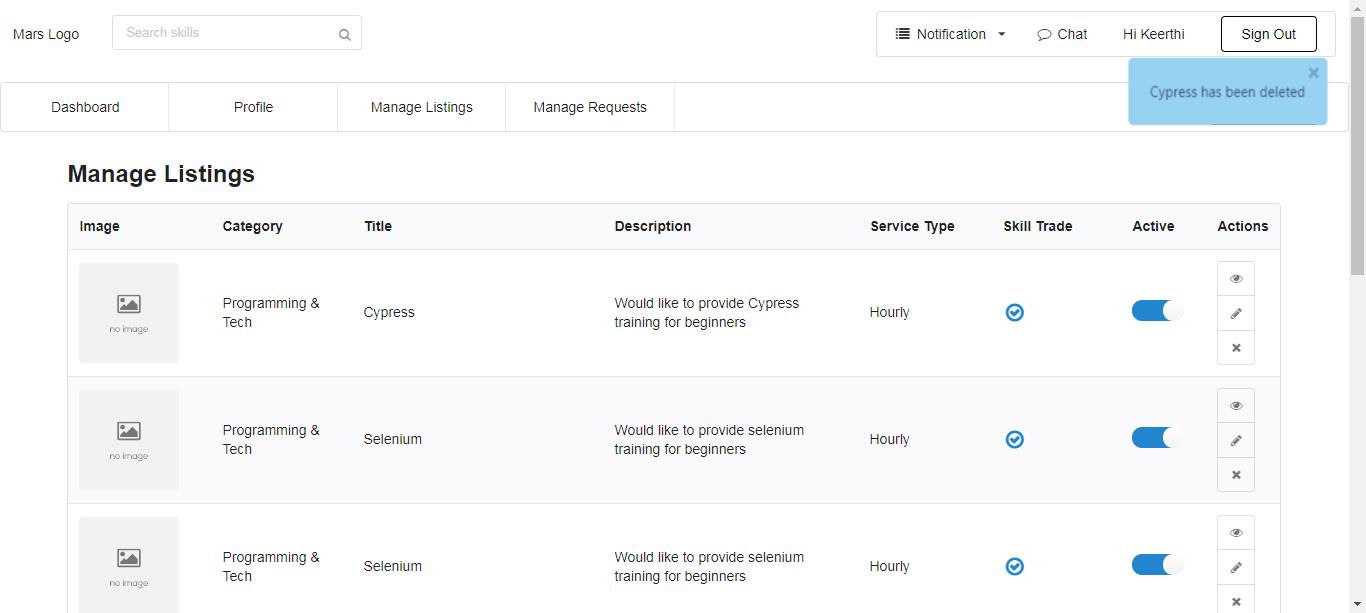 Mars Logo
Search skills
Notification
Chat
Hi Keerthi
Sign Out
Cypress has been deleted
Dashboard
Profile
Manage Listings
Manage Requests
Manage Listings
Image Category Title Description Service Type Skill Trade Active Actions
no image
Programming &
Tech
Cypress
Would like to provide Cypress
training for beginners
Hourly
no image
Programming &
Tech
Selenium
Would like to provide selenium
training for beginners
Hourly
no image
Programming &
Tech
Selenium
Would like to provide selenium
training for beginners
Hourly